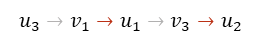 u₃ → v₁ → u₁ → v₃ → u₂